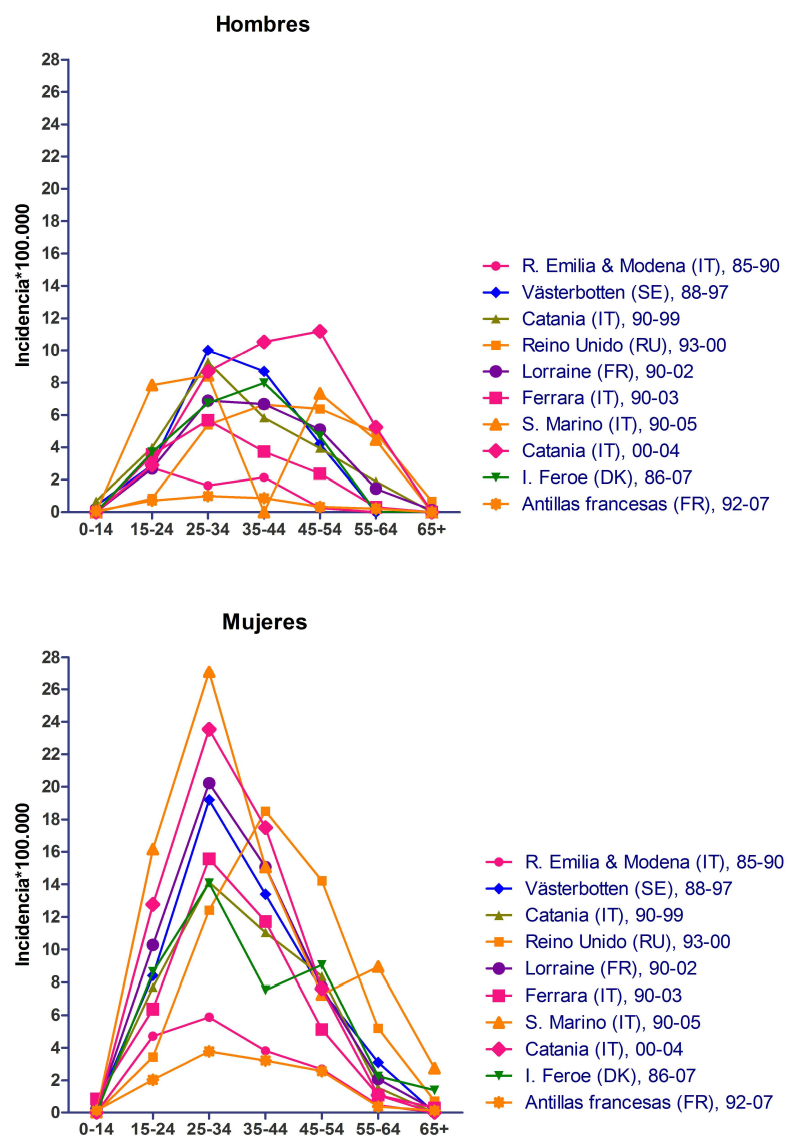 Hombres
28
26
24
22
20
18
16
14
12
10
8
6
4
2
0
Incidencia*100.000
0-14 15-24 25-34 35-44 45-54 55-64 65+
R. Emilia & Modena (IT), 85-90
Västerbotten (SE), 88-97
Catania (IT), 90-99
Reino Unido (RU), 93-00
Lorraine (FR), 90-02
Ferrara (IT), 90-03
S. Marino (IT), 90-05
Catania (IT), 00-04
I. Feroe (DK), 86-07
Antillas francesas (FR), 92-07
Mujeres
28
26
24
22
20
18
16
14
12
10
8
6
4
2
0
Incidencia*100.000
0-14 15-24 25-34 35-44 45-54 55-64 65+
R. Emilia & Modena (IT), 85-90
Västerbotten (SE), 88-97
Catania (IT), 90-99
Reino Unido (RU), 93-00
Lorraine (FR), 90-02
Ferrara (IT), 90-03
S. Marino (IT), 90-05
Catania (IT), 00-04
I. Feroe (DK), 86-07
Antillas francesas (FR), 92-07